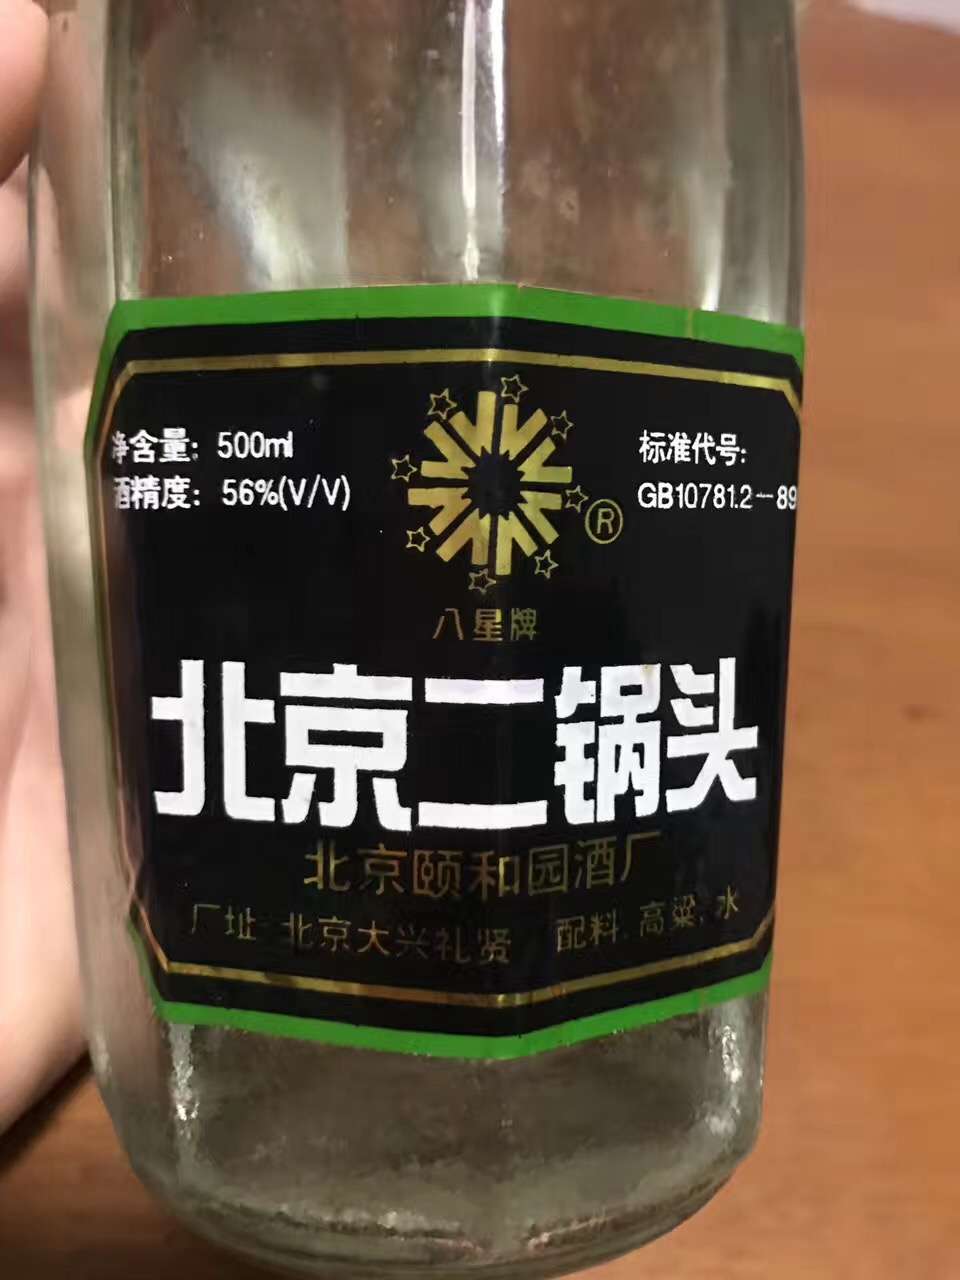 净含量: 500ml
酒精度: 56%(V/V)
标准代号:
GB10781.2-89
®
八星牌
北京二锅头
北京颐和园酒厂
厂址 北京大兴礼贤 配料.高粱.水